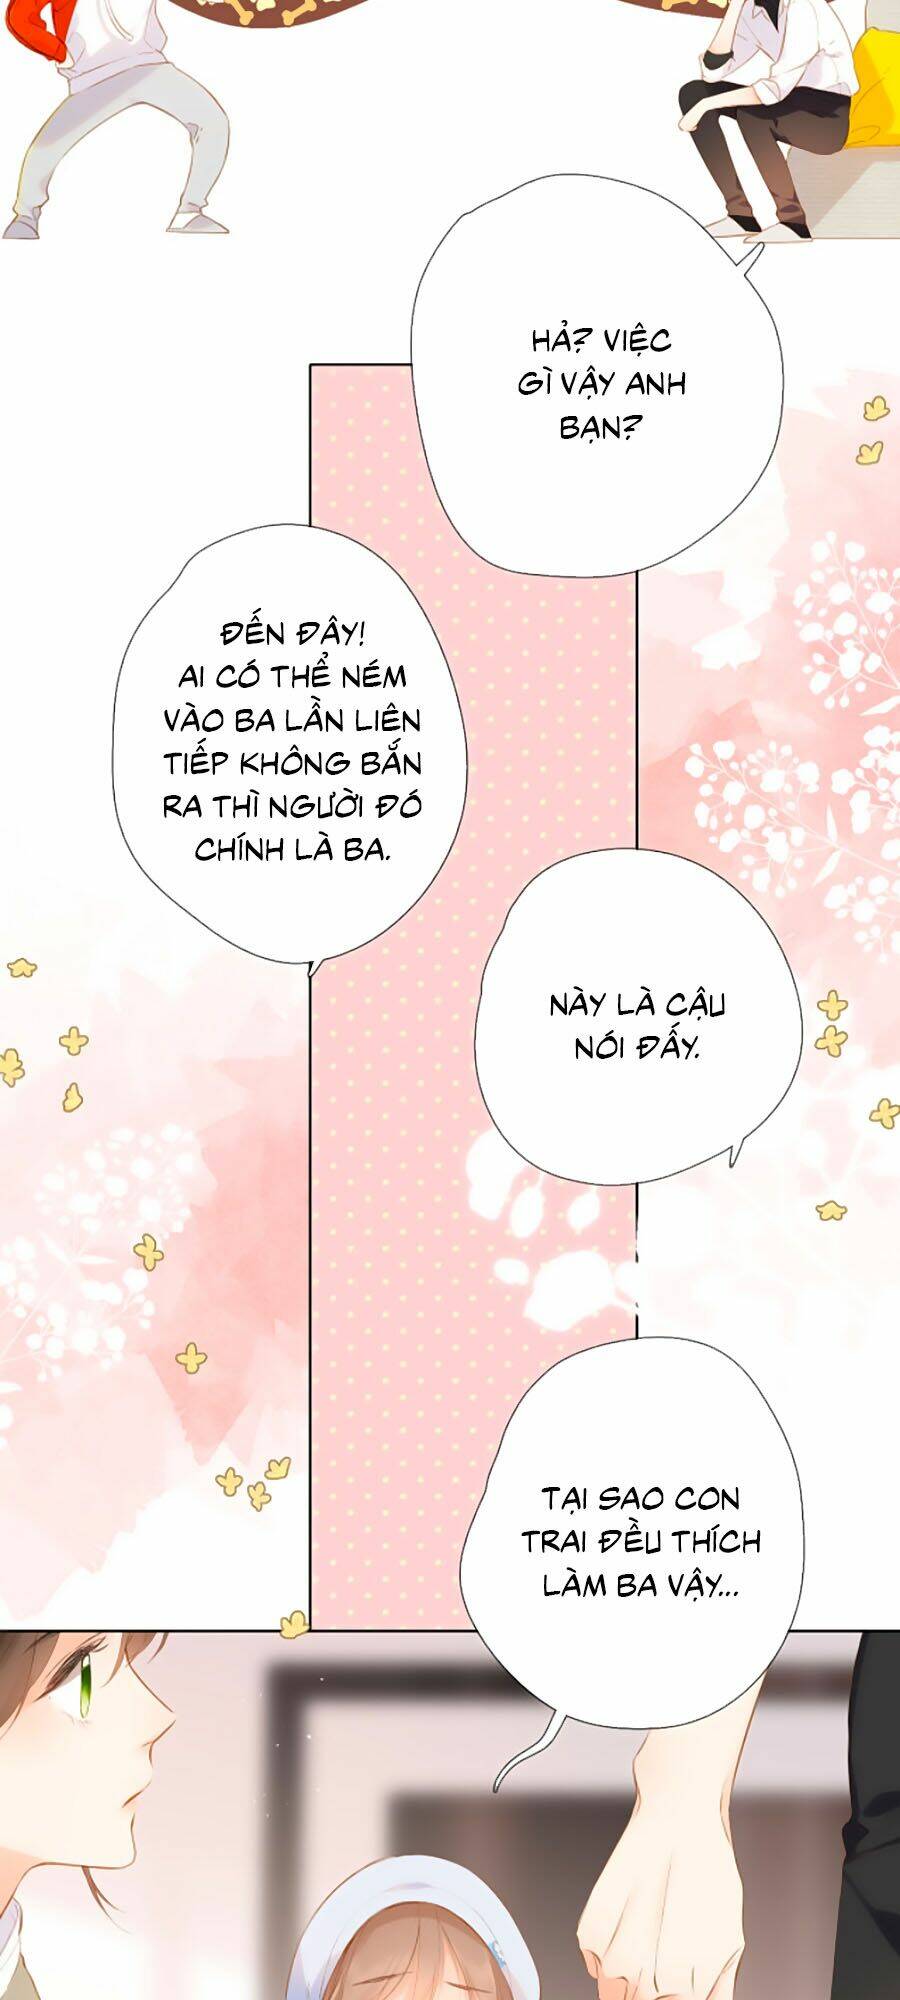 HẢ? VIỆC
GÌ VẬY ANH
BẠN?
ĐẾN ĐÂY!
AI CÓ THỂ NÉM
VÀO BA LẦN LIÊN
TIẾP KHÔNG BẮN
RA THÌ NGƯỜI ĐÓ
CHÍNH LÀ BA.
NÀY LÀ CẬU
NÓI ĐẤY.
TẠI SAO CON
TRAI ĐỀU THÍCH
LÀM BA VẬY...